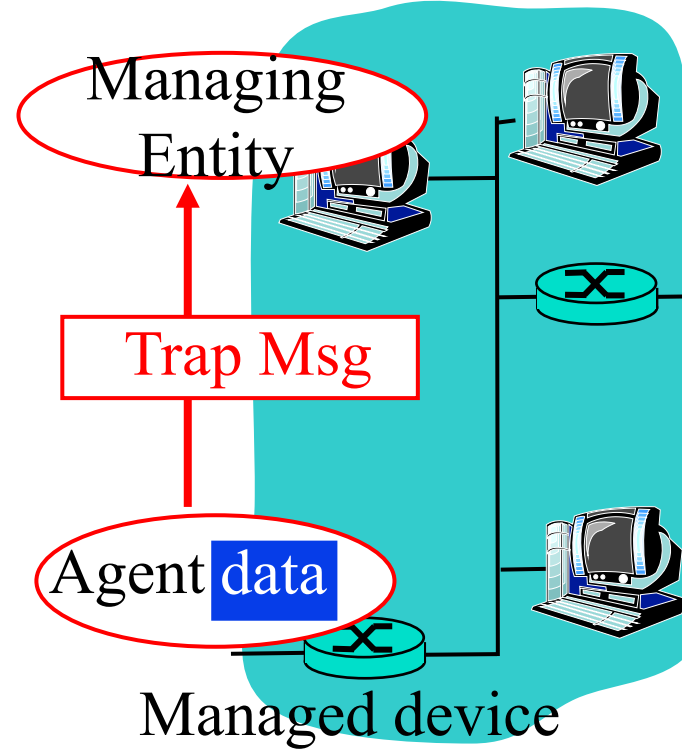 Managing
Entity
Trap Msg
Agent data
Managed device